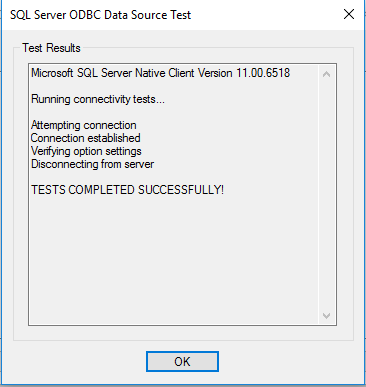 SQL Server ODBC Data Source Test
Test Results
Microsoft SQL Server Native Client Version 11.00.6518
Running connectivity tests...
Attempting connection
Connection established
Verifying option settings
Disconnecting from server
TESTS COMPLETED SUCCESSFULLY!
OK